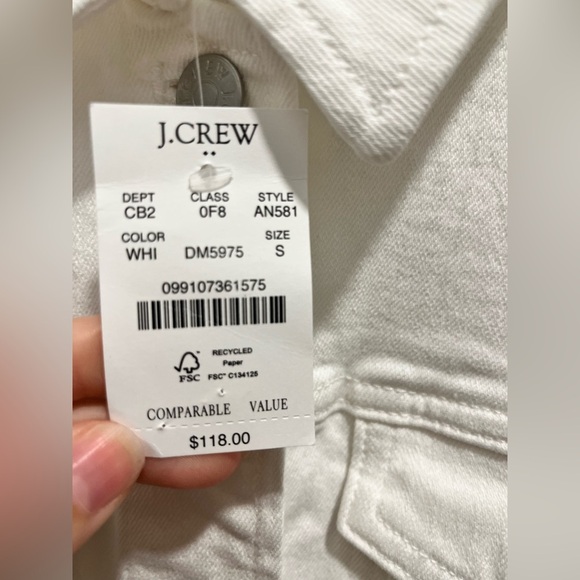 J.CREW
DEPT CLASS STYLE
CB2 0F8 AN581
COLOR SIZE
WHI DM5975 S
099107361575
RECYCLED
Paper
FSC FSC® C134125
COMPARABLE VALUE
$118.00